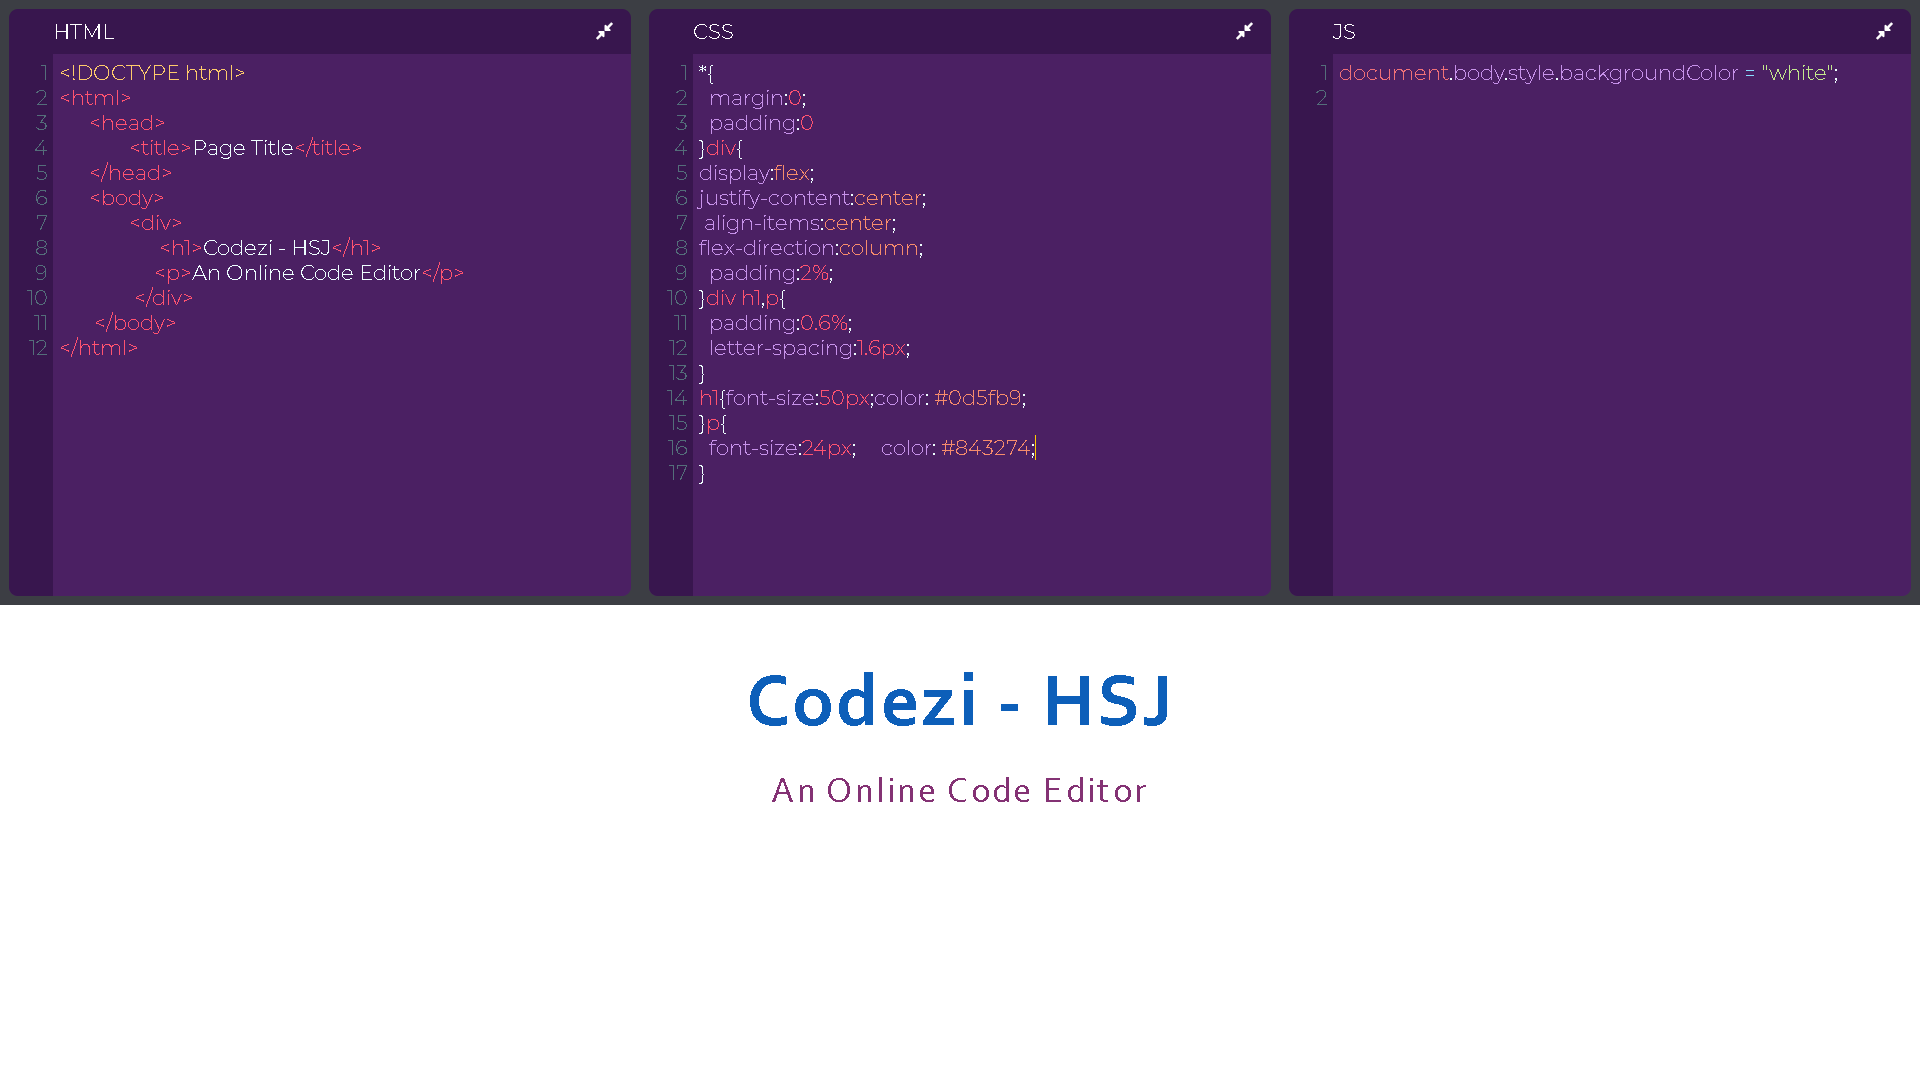 HTML
1 <!DOCTYPE html>
2 <html>
3 <head>
4 <title>Page Title</title>
5 </head>
6 <body>
7 <div>
8 <h1>Codezi - HSJ</h1>
9 <p>An Online Code Editor</p>
10 </div>
11 </body>
12 </html>
CSS
1 *{
2 margin:0;
3 padding:0
4 }div{
5 display:flex;
6 justify-content:center;
7 align-items:center;
8 flex-direction:column;
9 padding:2%;
10 }div h1,p{
11 padding:0.6%;
12 letter-spacing:1.6px;
13 }
14 h1{font-size:50px;color: #0d5fb9;
15 }p{
16 font-size:24px; color: #843274;
17 }
JS
1 document.body.style.backgroundColor = "white";
2
Codezi - HSJ
An Online Code Editor